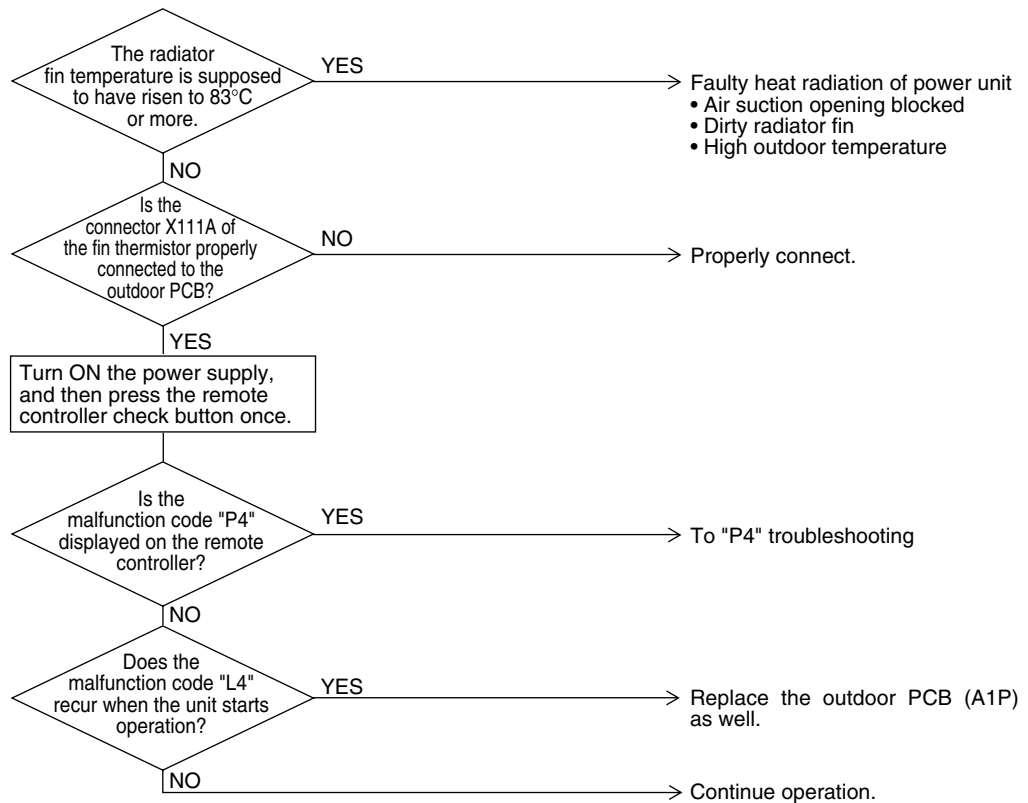 The radiator
fin temperature is supposed
to have risen to 83°C
or more.
YES
Faulty heat radiation of power unit
• Air suction opening blocked
• Dirty radiator fin
• High outdoor temperature
NO
Is the
connector X111A of
the fin thermistor properly
connected to the
outdoor PCB?
NO
Properly connect.
YES
Turn ON the power supply,
and then press the remote
controller check button once.
Is the
malfunction code "P4"
displayed on the remote
controller?
YES
To "P4" troubleshooting
NO
Does the
malfunction code "L4"
recur when the unit starts
operation?
YES
Replace the outdoor PCB (A1P)
as well.
NO
Continue operation.